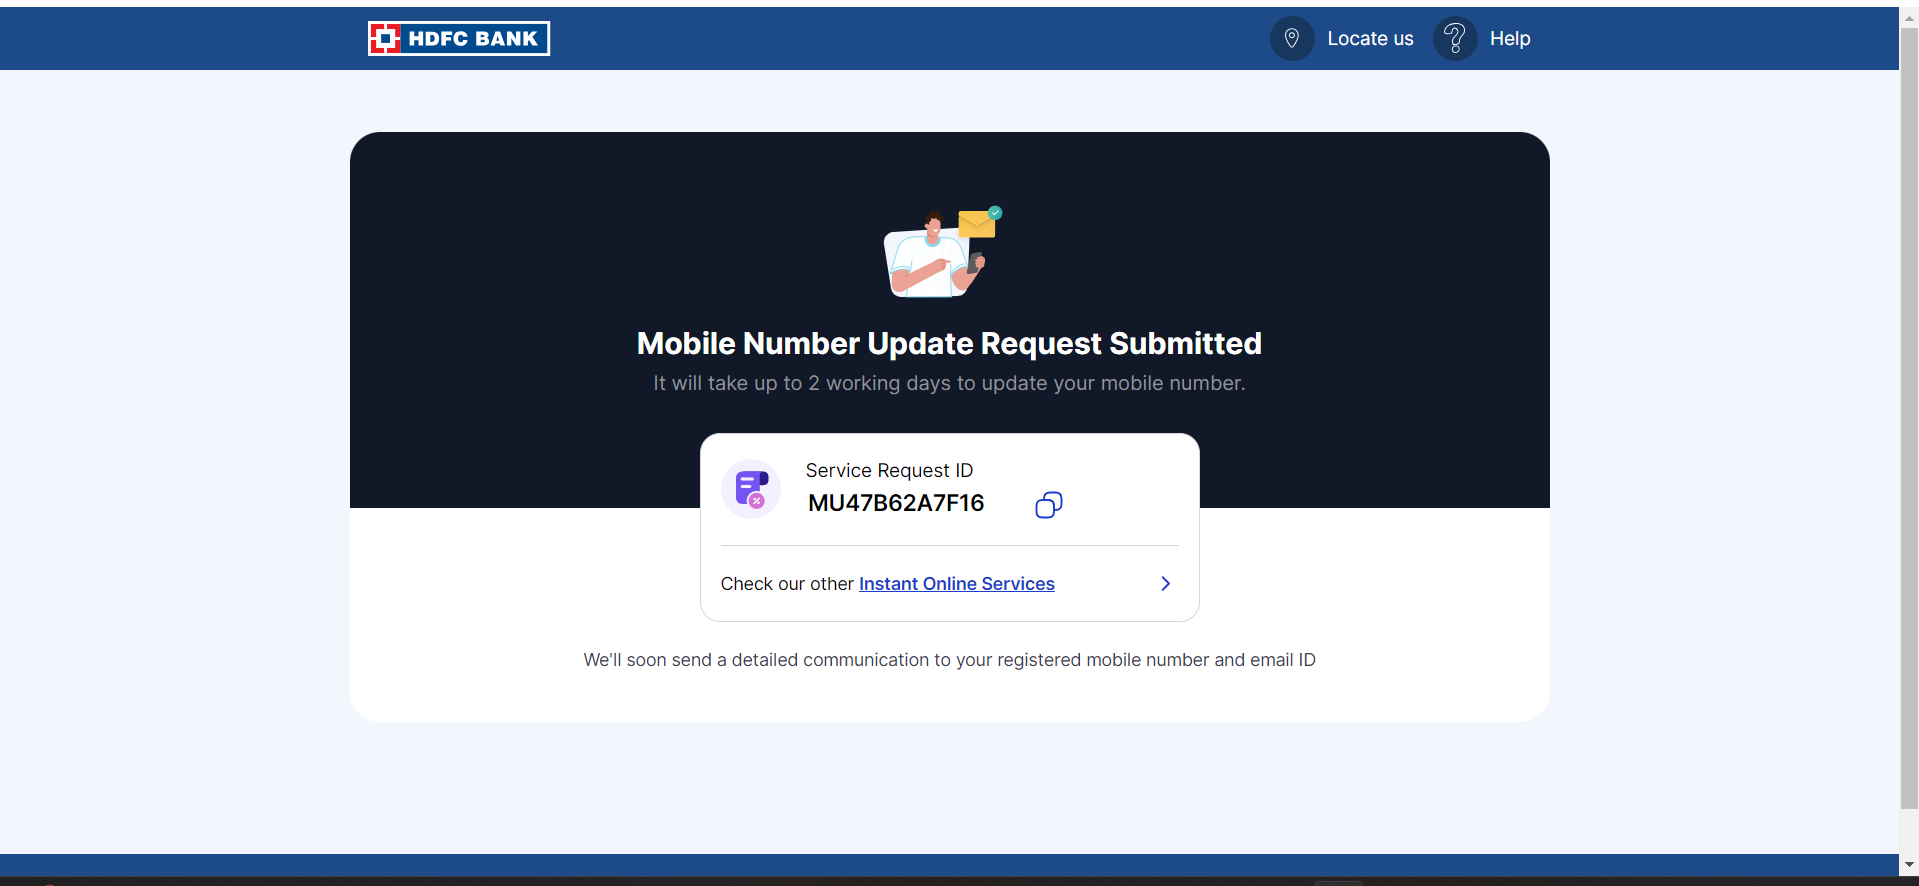 HDFC BANK
Locate us
Help
Mobile Number Update Request Submitted
It will take up to 2 working days to update your mobile number.
Service Request ID
MU47B62A7F16
Check our other Instant Online Services
We'll soon send a detailed communication to your registered mobile number and email ID